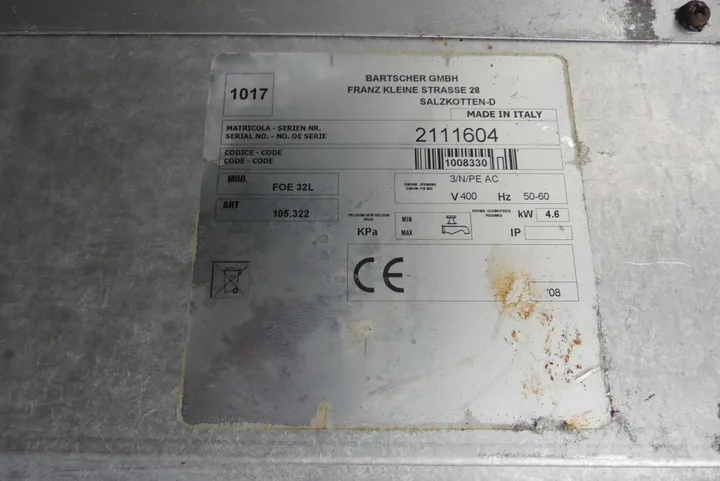 1017
BARTSCHER GMBH
FRANZ KLEINE STRASSE 28
SALZKOTTEN-D
MADE IN ITALY
MATRICOLA - SERIEN NR.
SERIAL NO. - NO. OE SERIE
2111604
CODICE - CODE
CODE - CODE
1008330
MOD.
FOE 32L
3/N/PE AC
V 400 Hz 50-60
ART
105.322
KPa
MIN
MAX
kW 4.6
IP
CE
'08